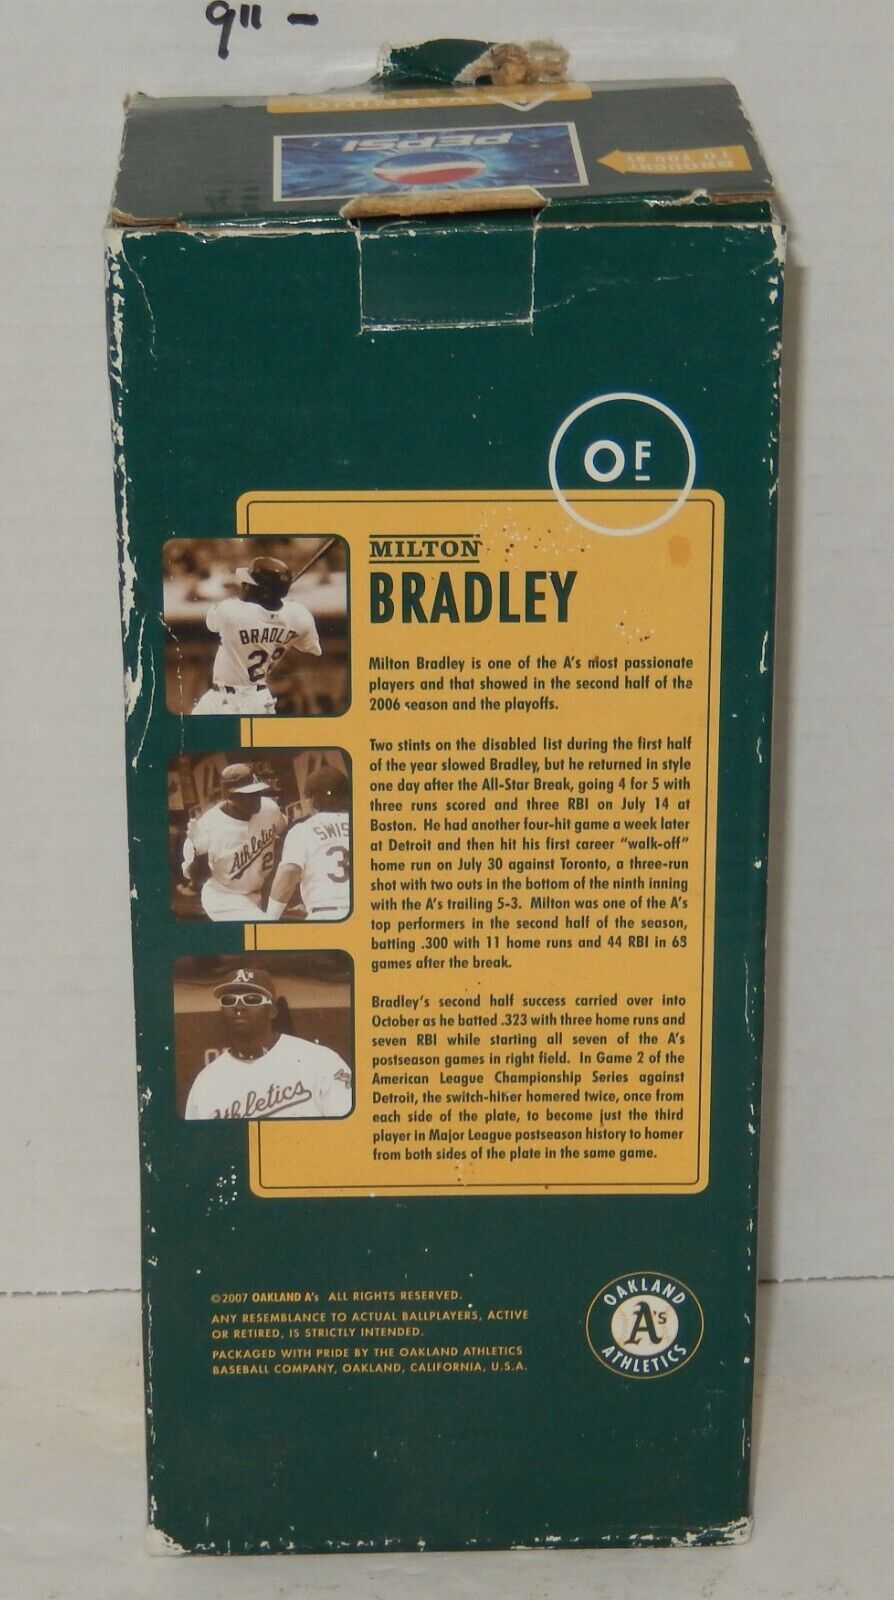 9" -
WARNING
PEPSI
BROUGHT
TO YOU BY
OF
MILTON
BRADLEY
Milton Bradley is one of the A's most passionate
players and that showed in the second half of the
2006 season and the playoffs.
Two stints on the disabled list during the first half
of the year slowed Bradley, but he returned in style
one day after the All-Star Break, going 4 for 5 with
three runs scored and three RBI on July 14 at
Boston. He had another four-hit game a week later
at Detroit and then hit his first career "walk-off"
home run on July 30 against Toronto, a three-run
shot with two outs in the bottom of the ninth inning
with the A's trailing 5-3. Milton was one of the A's
top performers in the second half of the season,
batting .300 with 11 home runs and 44 RBI in 63
games after the break.
Bradley's second half success carried over into
October as he batted .323 with three home runs and
seven RBI while starting all seven of the A's
postseason games in right field. In Game 2 of the
American League Championship Series against
Detroit, the switch-hitter homered twice, once from
each side of the plate, to become just the third
player in Major League postseason history to homer
from both sides of the plate in the same game.
BRADLE
Athletics
2
SWIS
3
A's
Athletics
©2007 OAKLAND A's ALL RIGHTS RESERVED.
ANY RESEMBLANCE TO ACTUAL BALLPLAYERS, ACTIVE
OR RETIRED, IS STRICTLY INTENDED.
PACKAGED WITH PRIDE BY THE OAKLAND ATHLETICS
BASEBALL COMPANY, OAKLAND, CALIFORNIA, U.S.A.
OAKLAND
A's
ATHLETICS